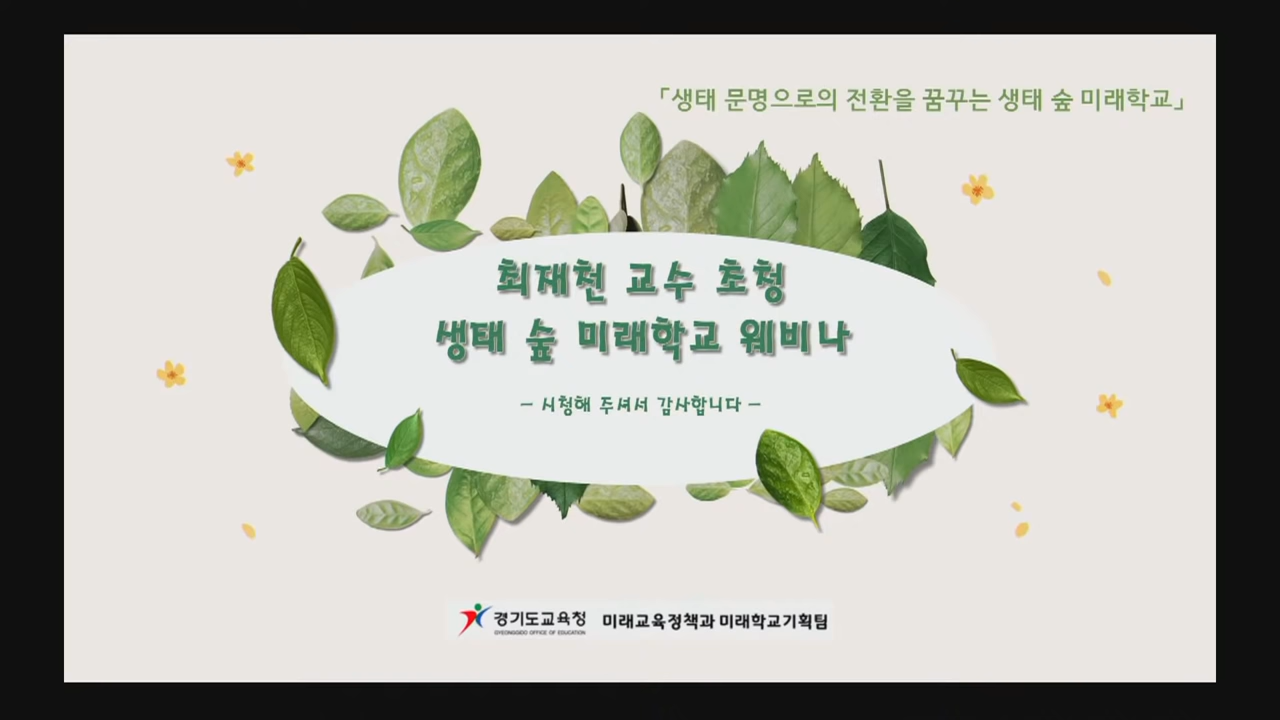 「생태 문명으로의 전환을 꿈꾸는 생태 숲 미래학교」
최재천 교수 초청
생태 숲 미래학교 웨비나
- 시청해 주셔서 감사합니다 -
경기도교육청 미래교육정책과 미래학교기획팀
GYEONGGIDO OFFICE OF EDUCATION